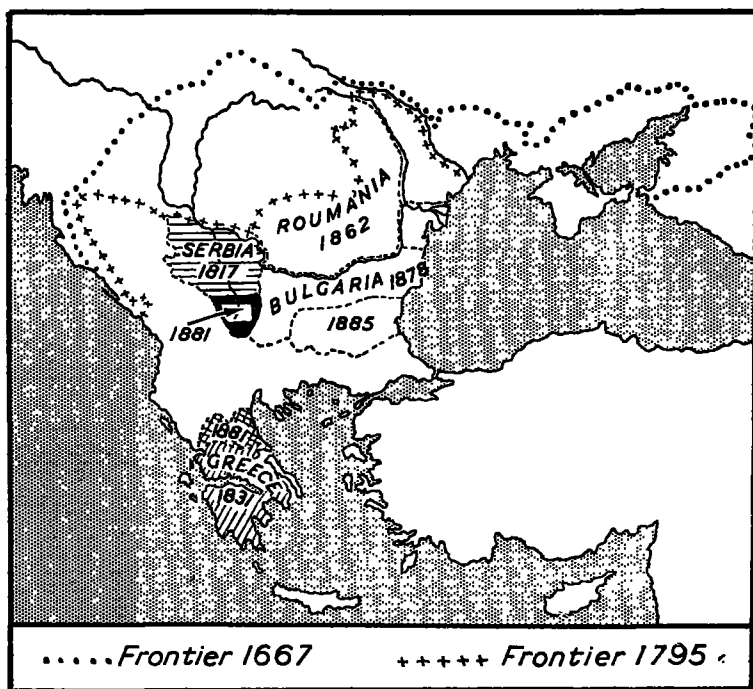 ROUMANIA
1862
SERBIA
1817
BULGARIA 1878
1885
1881
1881
GREECE
1831
.....Frontier 1667
+++++ Frontier 1795